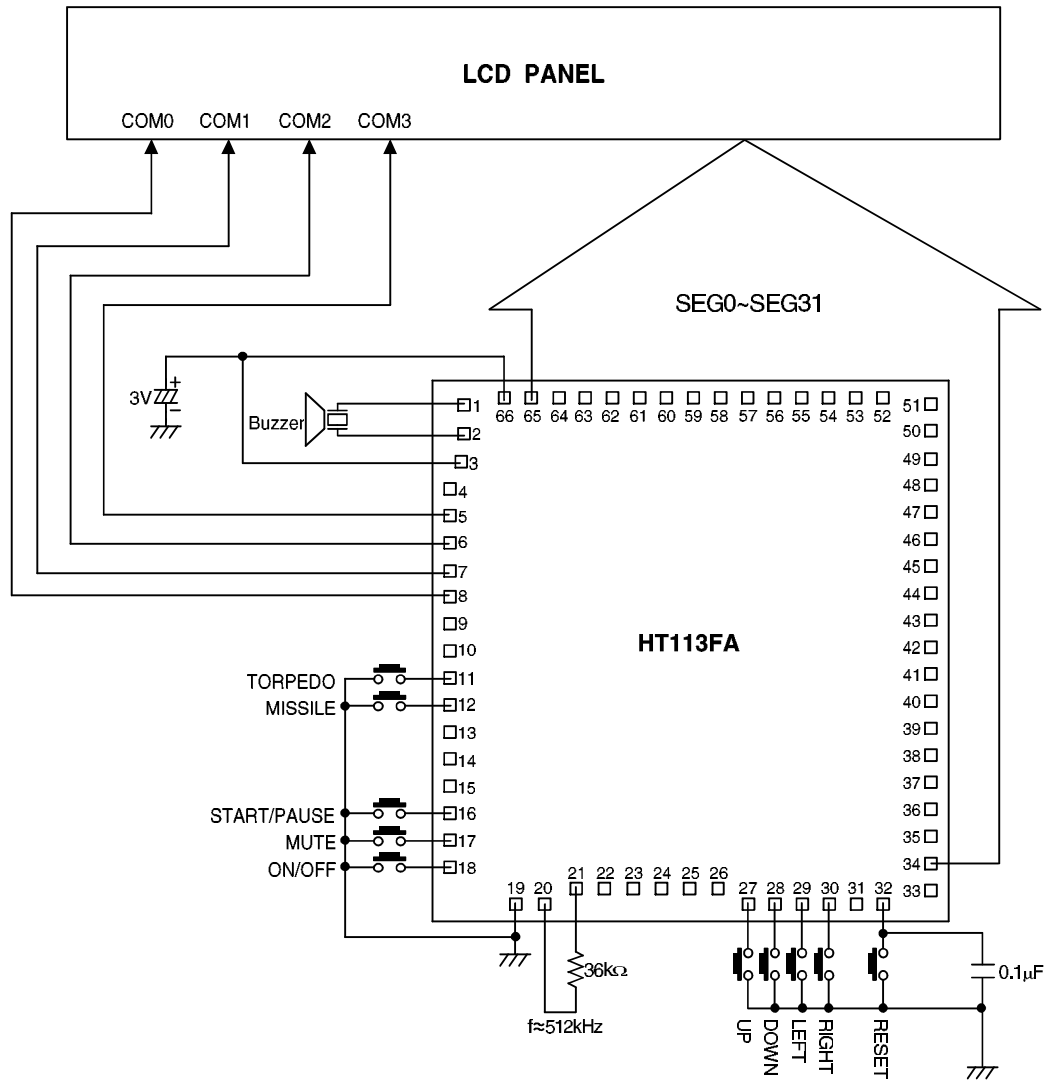 LCD PANEL
COM0 COM1 COM2 COM3
SEG0~SEG31
3V
+
−
Buzzer
1
2
3
4
5
6
7
8
9
10
11
12
13
14
15
16
17
18
66 65 64 63 62 61 60 59 58 57 56 55 54 53 52
51
50
49
48
47
46
45
44
43
42
41
40
39
38
37
36
35
34
33
HT113FA
TORPEDO
MISSILE
START/PAUSE
MUTE
ON/OFF
19 20 21 22 23 24 25 26 27 28 29 30 31 32
36kΩ
f≈512kHz
0.1μF
UP
DOWN
LEFT
RIGHT
RESET